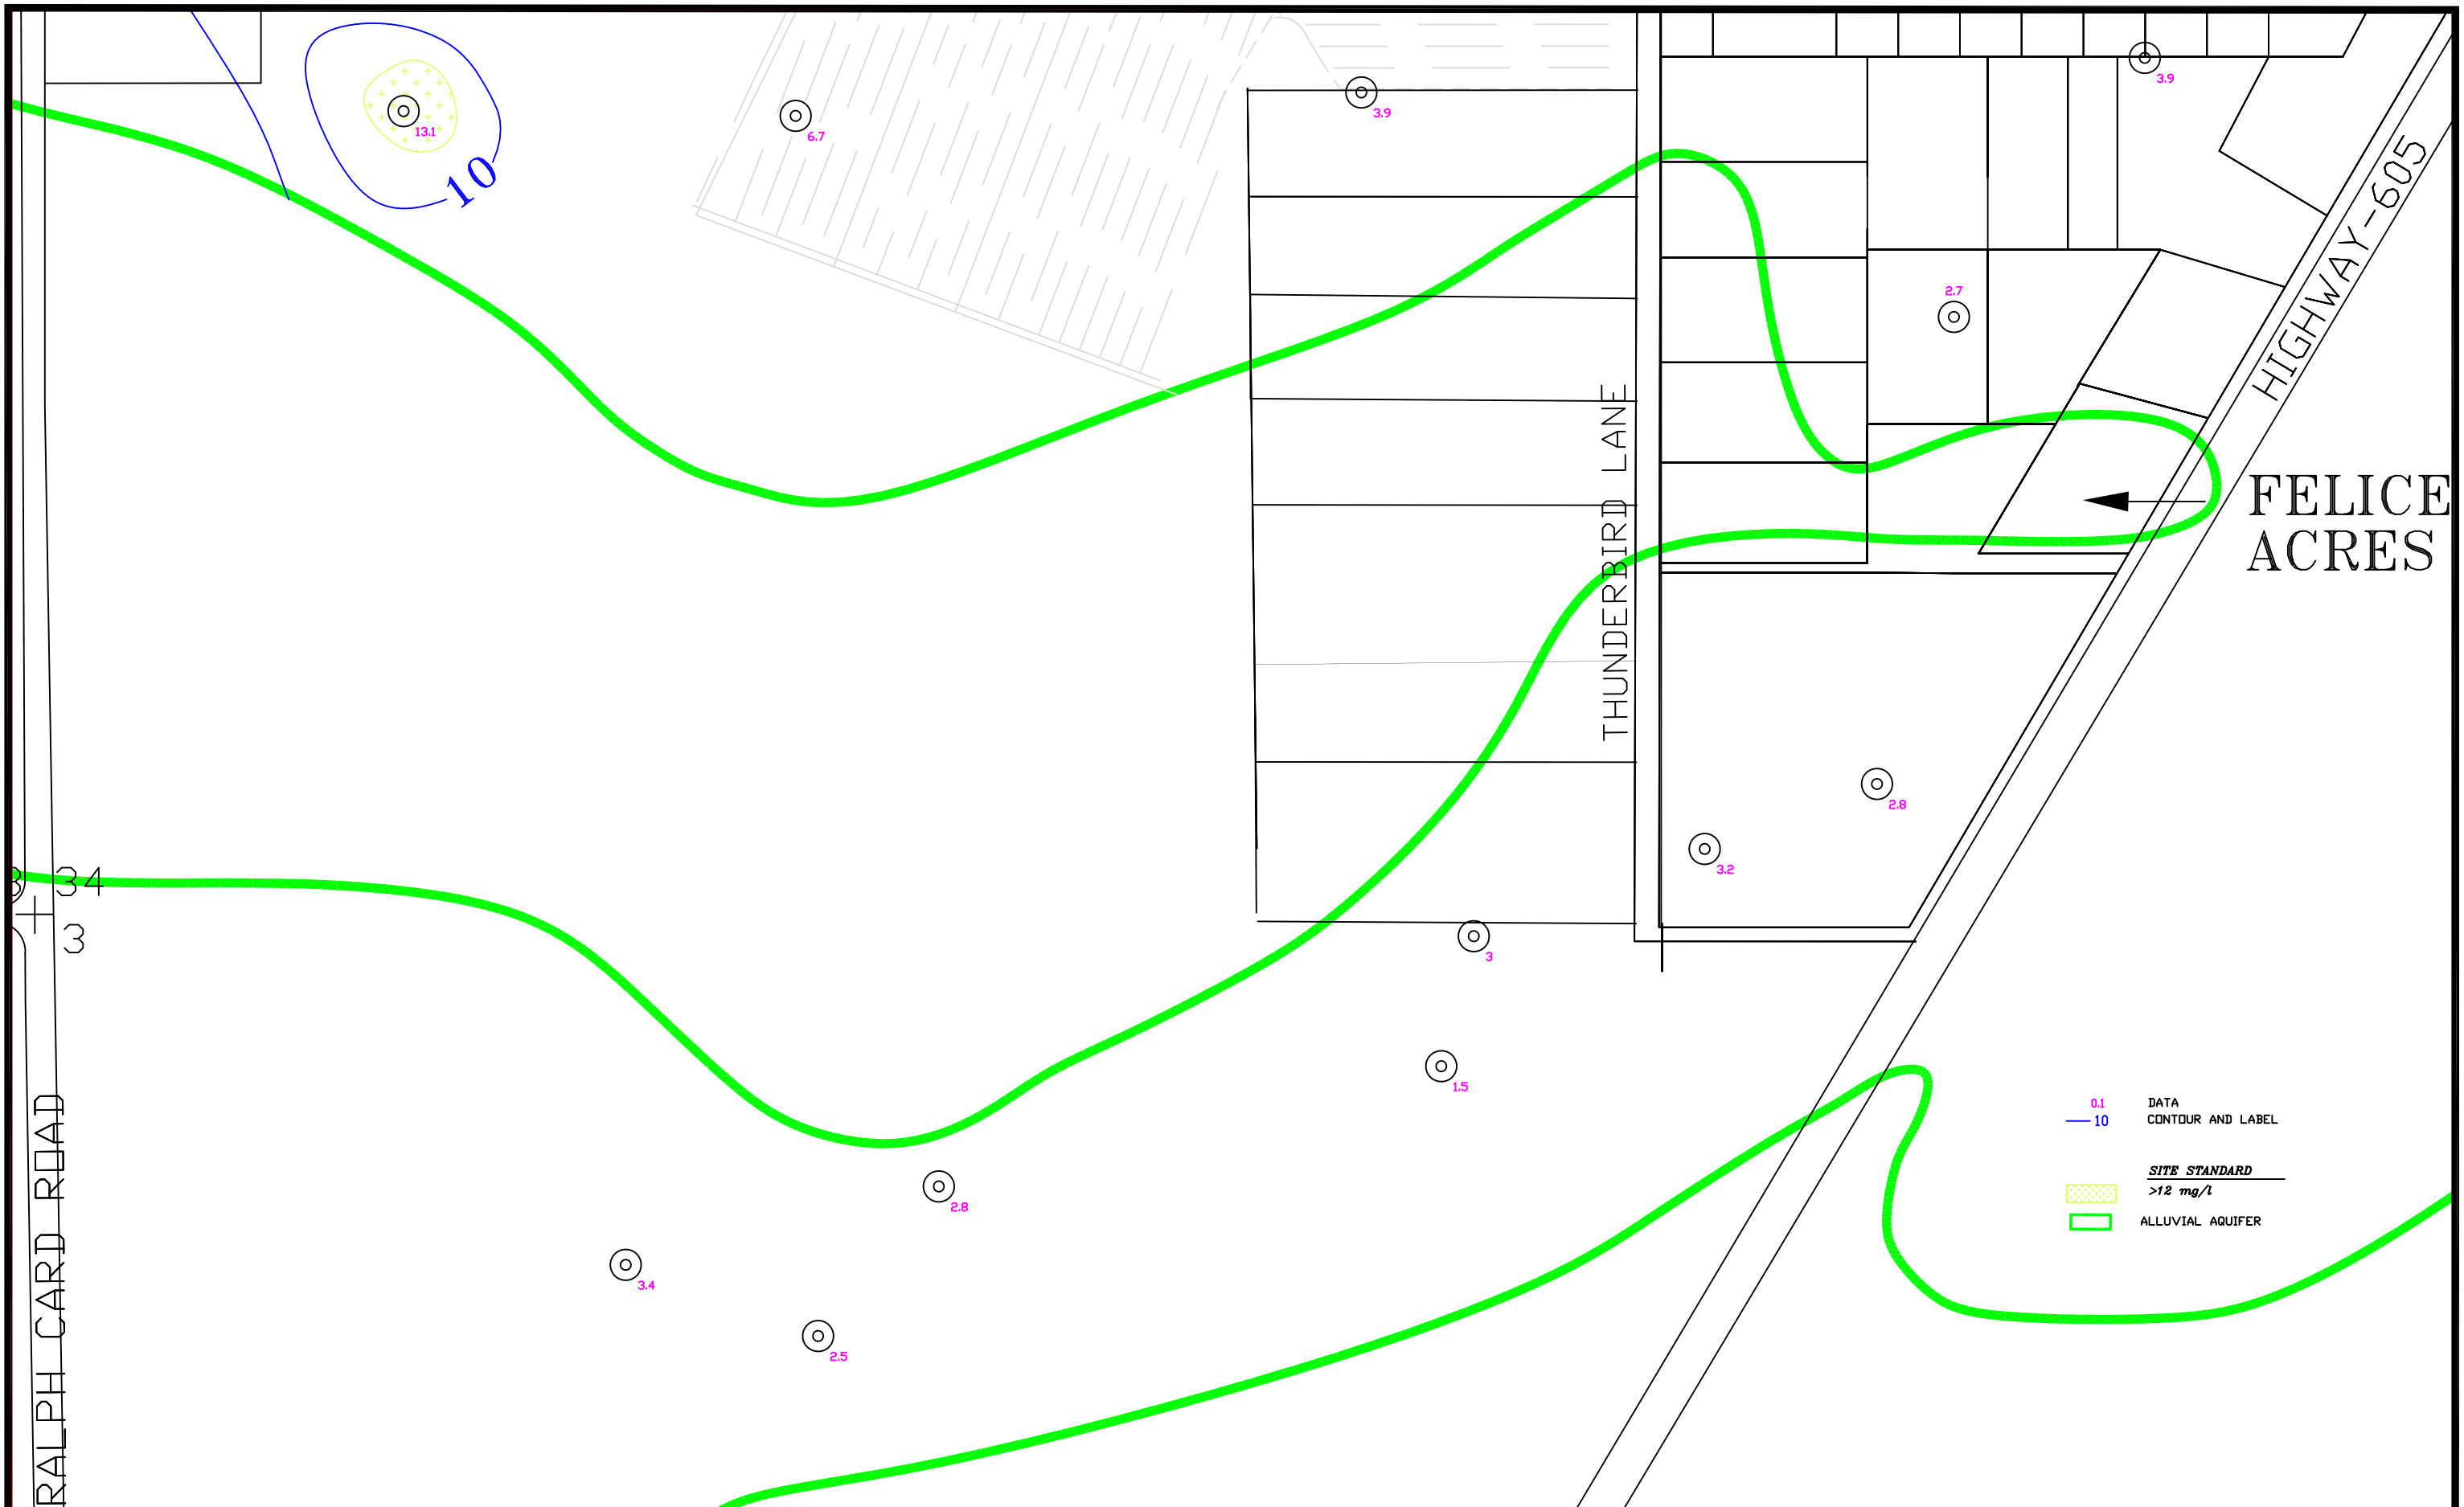 3.9
3.9
13.1
6.7
10
HIGHWAY-605
2.7
THUNDERBIRD LANE
FELICE
ACRES
2.8
3.2
34
3
3
1.5
RALPH CARD ROAD
2.8
3.4
2.5
0.1 DATA
10 CONTOUR AND LABEL
SITE STANDARD
>12 mg/l
ALLUVIAL AQUIFER